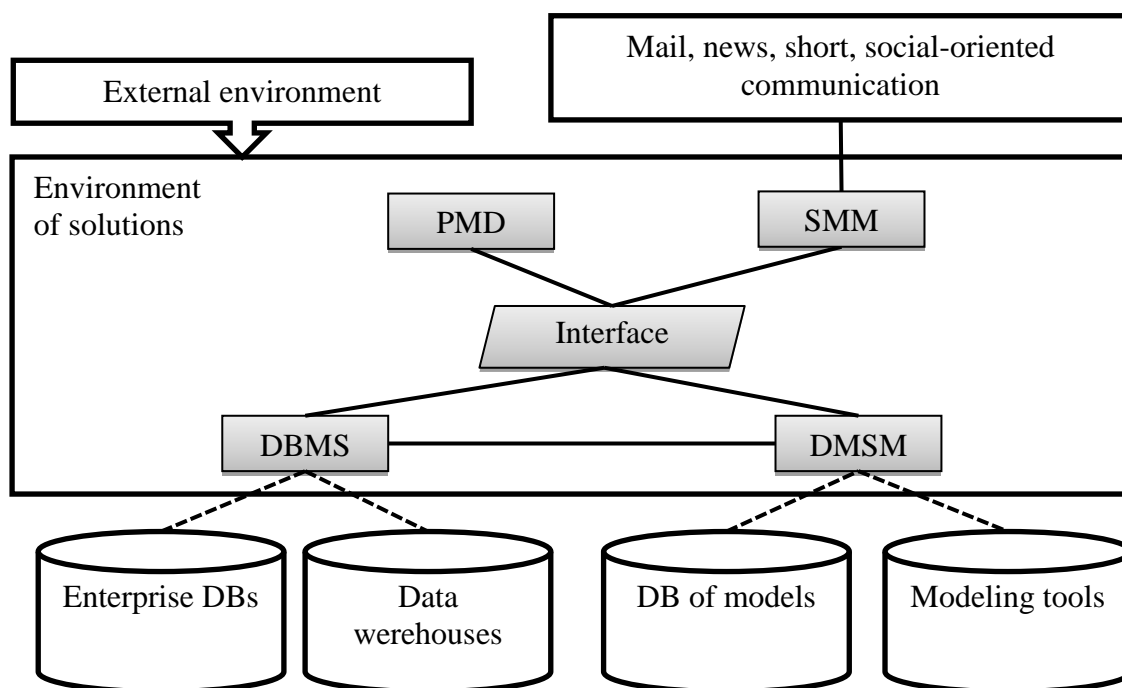 Mail, news, short, social-oriented
communication
External environment
Environment
of solutions
PMD
SMM
Interface
DBMS
DMSM
Enterprise DBs
Data
werehouses
DB of models
Modeling tools